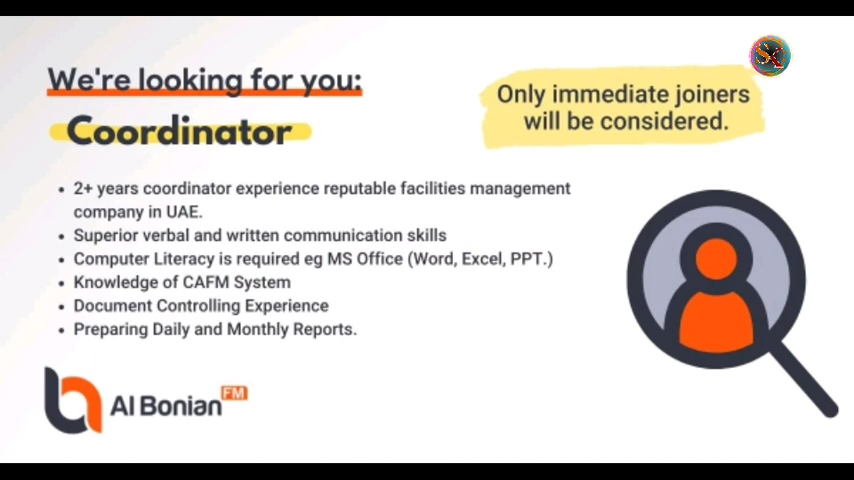 We're looking for you:
Coordinator
Only immediate joiners
will be considered.
• 2+ years coordinator experience reputable facilities management
company in UAE.
• Superior verbal and written communication skills
• Computer Literacy is required eg MS Office (Word, Excel, PPT.)
• Knowledge of CAFM System
• Document Controlling Experience
• Preparing Daily and Monthly Reports.
Al Bonian FM